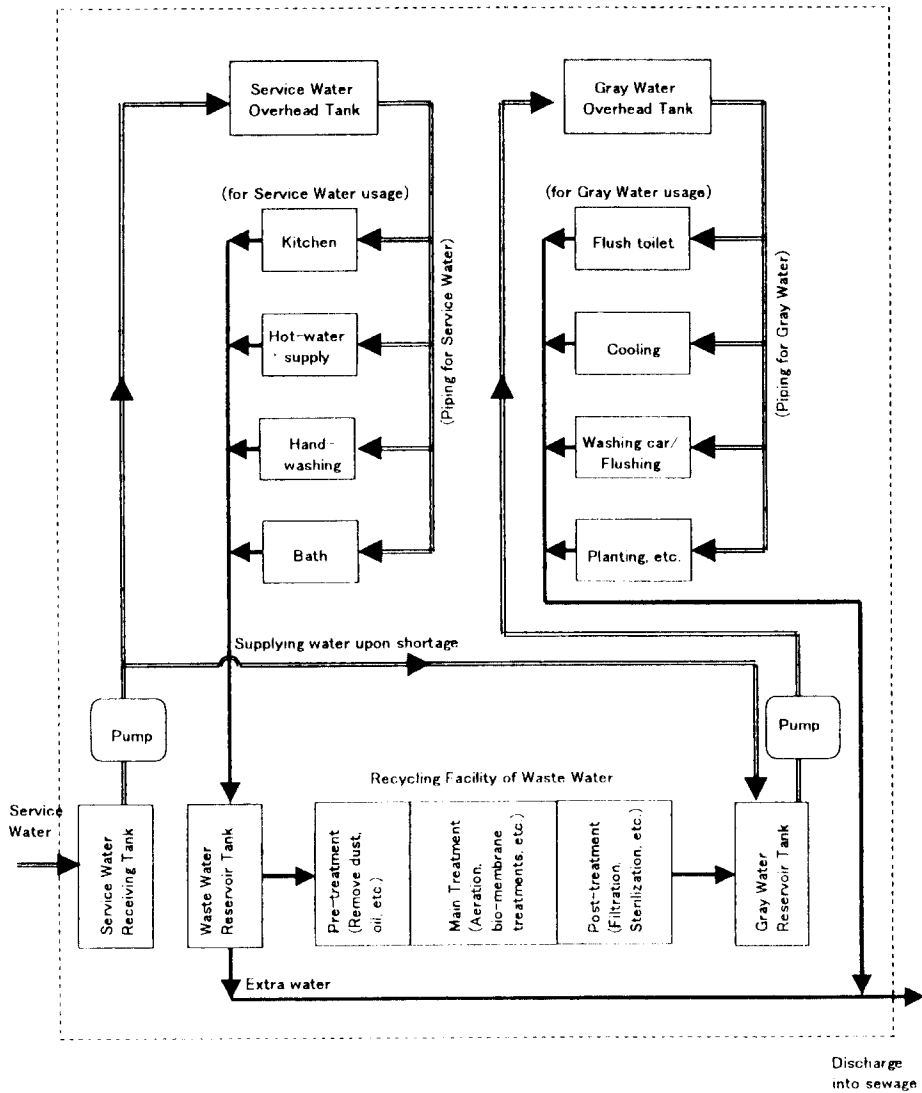 Service Water
Overhead Tank
Gray Water
Overhead Tank
(for Service Water usage)
(for Gray Water usage)
Kitchen
Flush toilet
Hot-water
supply
Cooling
(Piping for Service Water)
(Piping for Gray Water)
Hand-
washing
Washing car/
Flushing
Bath
Planting, etc.
Supplying water upon shortage
Pump
Pump
Recycling Facility of Waste Water
Service
Water
Service Water
Receiving Tank
Waste Water
Reservoir Tank
Pre-treatment
(Remove dust,
oil, etc)
Main Treatment
(Aeration,
bio-membrane
treatments, etc.)
Post-treatment
(Filtration,
Sterilization, etc.)
Gray Water
Reservoir Tank
Extra water
Discharge
into sewage